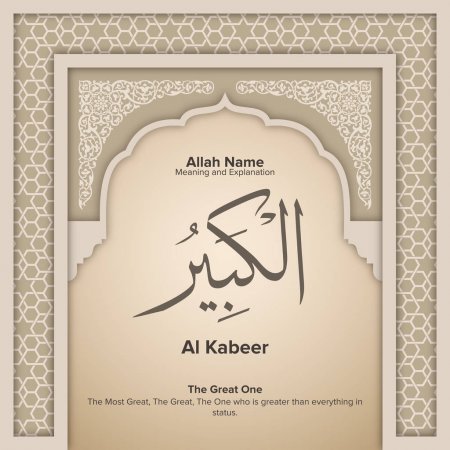 Allah Name
Meaning and Explanation
الْكَبِيرُ
Al Kabeer
The Great One
The Most Great, The Great, The One who is greater than everything in
status.